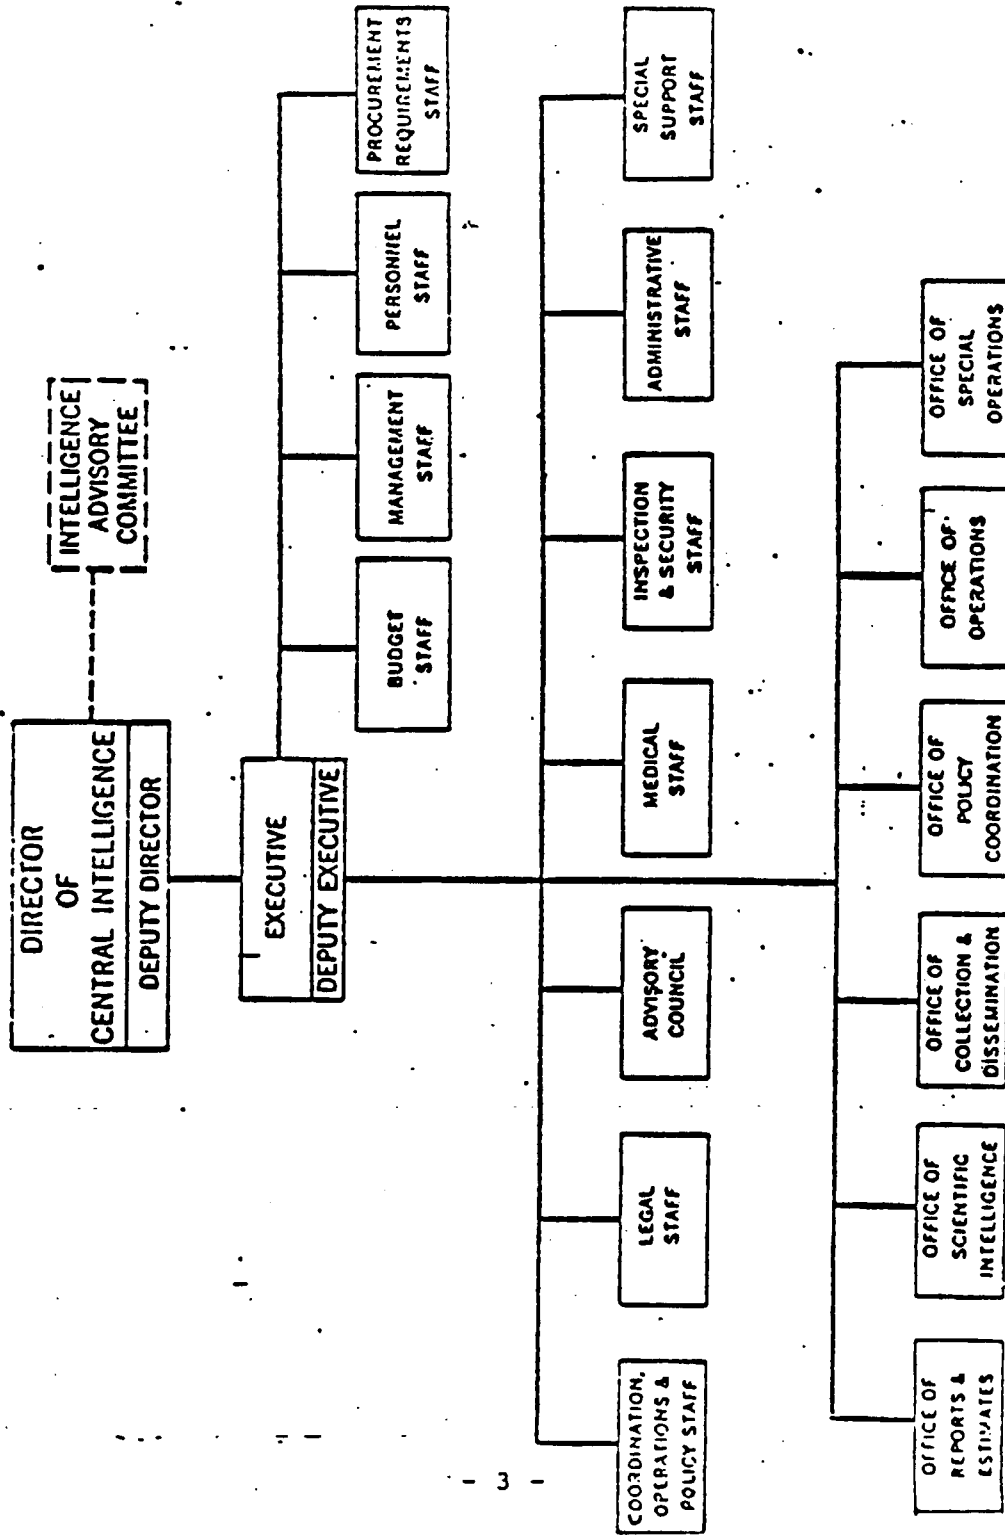 DIRECTOR
OF
CENTRAL INTELLIGENCE
DEPUTY DIRECTOR
INTELLIGENCE
ADVISORY
COMMITTEE
EXECUTIVE
DEPUTY EXECUTIVE
BUDGET
STAFF
MANAGEMENT
STAFF
PERSONNEL
STAFF
PROCUREMENT
REQUIREMENTS
STAFF
COORDINATION,
OPERATIONS &
POLICY STAFF
LEGAL
STAFF
ADVISORY
COUNCIL
MEDICAL
STAFF
INSPECTION
& SECURITY
STAFF
ADMINISTRATIVE
STAFF
SPECIAL
SUPPORT
STAFF
OFFICE OF
REPORTS &
ESTIMATES
OFFICE OF
SCIENTIFIC
INTELLIGENCE
OFFICE OF
COLLECTION &
DISSEMINATION
OFFICE OF
POLICY
COORDINATION
OFFICE OF
OPERATIONS
OFFICE OF
SPECIAL
OPERATIONS
- 3 -